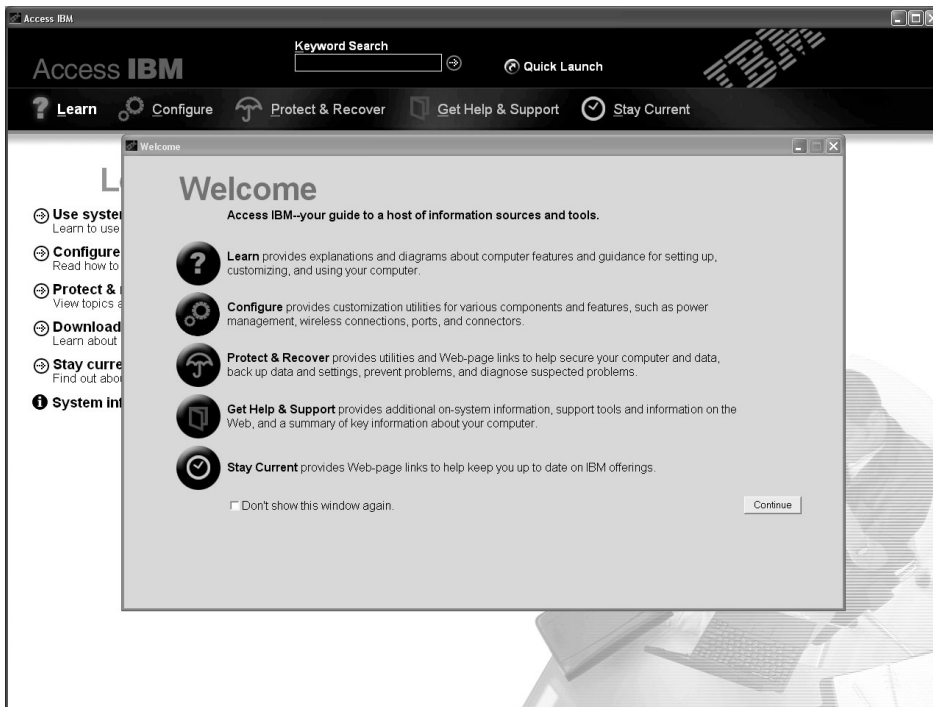 Access IBM
Keyword Search
Access IBM
Quick Launch
IBM
Learn
Configure
Protect & Recover
Get Help & Support
Stay Current
Welcome
L
Use syster
Learn to use
Configure
Read how to
Protect &
View topics a
Download
Learn about
Stay curre
Find out abou
System inf
Welcome
Access IBM--your guide to a host of information sources and tools.
Learn provides explanations and diagrams about computer features and guidance for setting up,
customizing, and using your computer.
Configure provides customization utilities for various components and features, such as power
management, wireless connections, ports, and connectors.
Protect & Recover provides utilities and Web-page links to help secure your computer and data,
back up data and settings, prevent problems, and diagnose suspected problems.
Get Help & Support provides additional on-system information, support tools and information on the
Web, and a summary of key information about your computer.
Stay Current provides Web-page links to help keep you up to date on IBM offerings.
Don't show this window again.
Continue